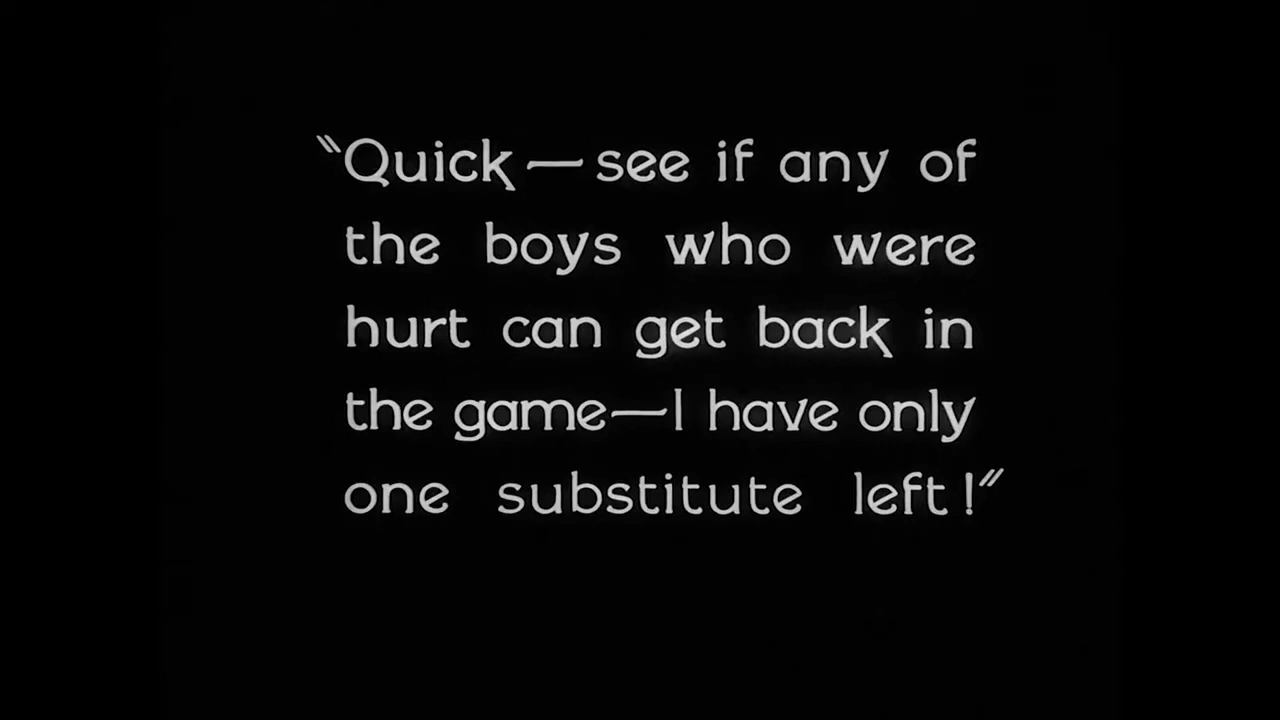 "Quick—see if any of
the boys who were
hurt can get back in
the game—I have only
one substitute left!"